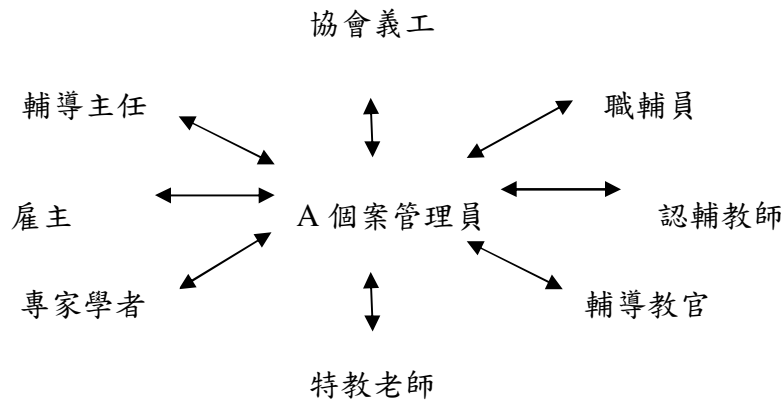 協會義工
輔導主任
職輔員
雇主
A 個案管理員
認輔教師
專家學者
輔導教官
特教老師